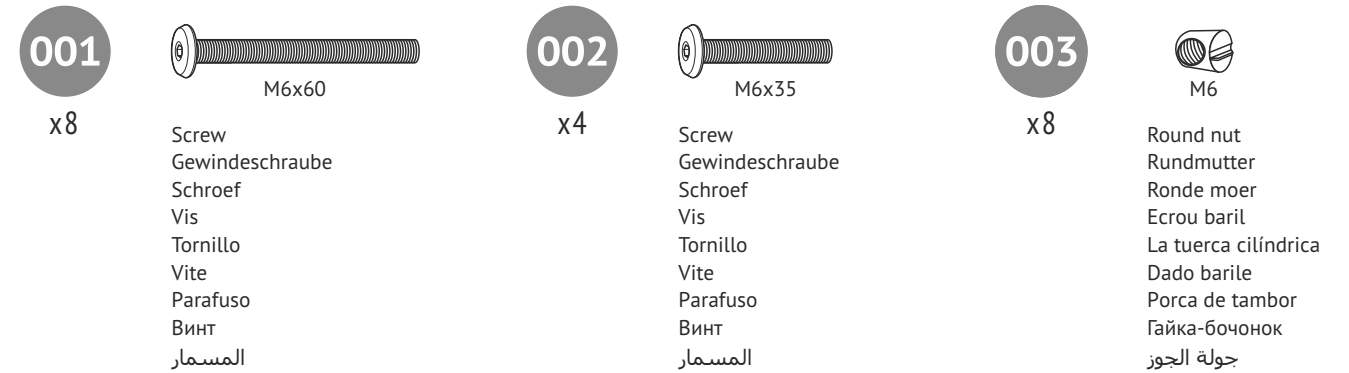 001
M6x60
x8
Screw
Gewindeschraube
Schroef
Vis
Tornillo
Vite
Parafuso
Винт
المسمار
002
M6x35
x4
Screw
Gewindeschraube
Schroef
Vis
Tornillo
Vite
Parafuso
Винт
المسمار
003
M6
x8
Round nut
Rundmutter
Ronde moer
Ecrou baril
La tuerca cilíndrica
Dado barile
Porca de tambor
Гайка-бочонок
جولة الجوز